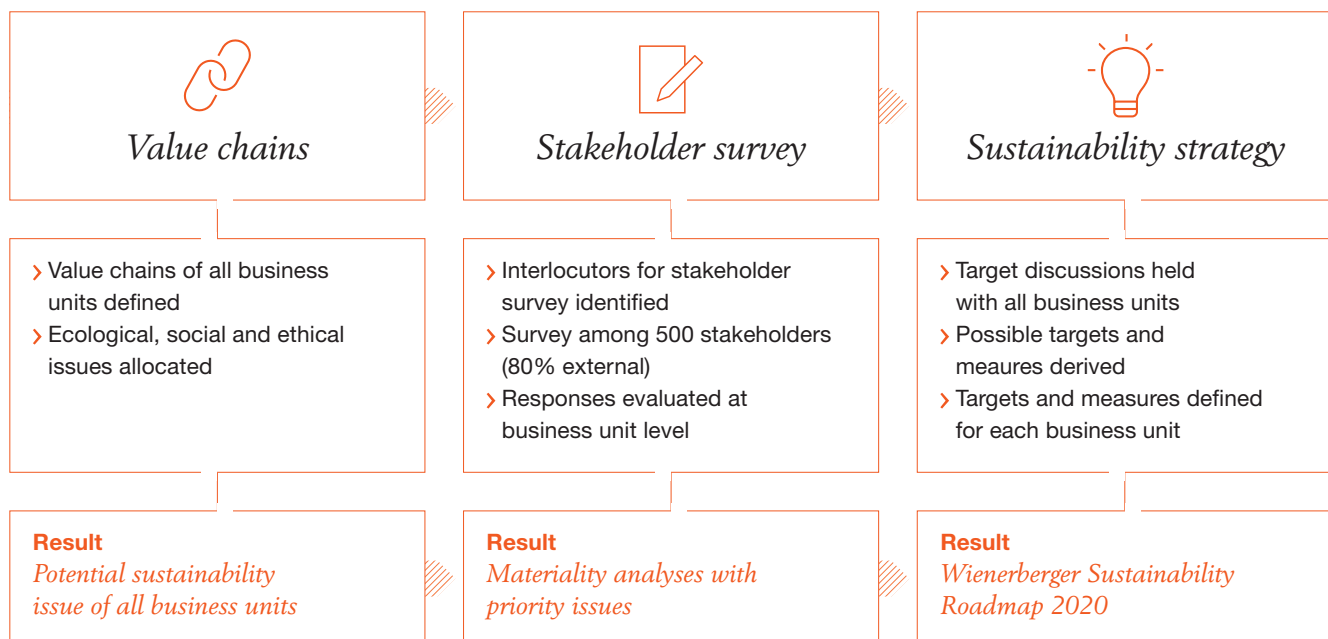 Value chains
Stakeholder survey
Sustainability strategy
› Value chains of all business
units defined
› Ecological, social and ethical
issues allocated
› Interlocutors for stakeholder
survey identified
› Survey among 500 stakeholders
(80% external)
› Responses evaluated at
business unit level
› Target discussions held
with all business units
› Possible targets and
meaures derived
› Targets and measures defined
for each business unit
Result
Potential sustainability
issue of all business units
Result
Materiality analyses with
priority issues
Result
Wienerberger Sustainability
Roadmap 2020